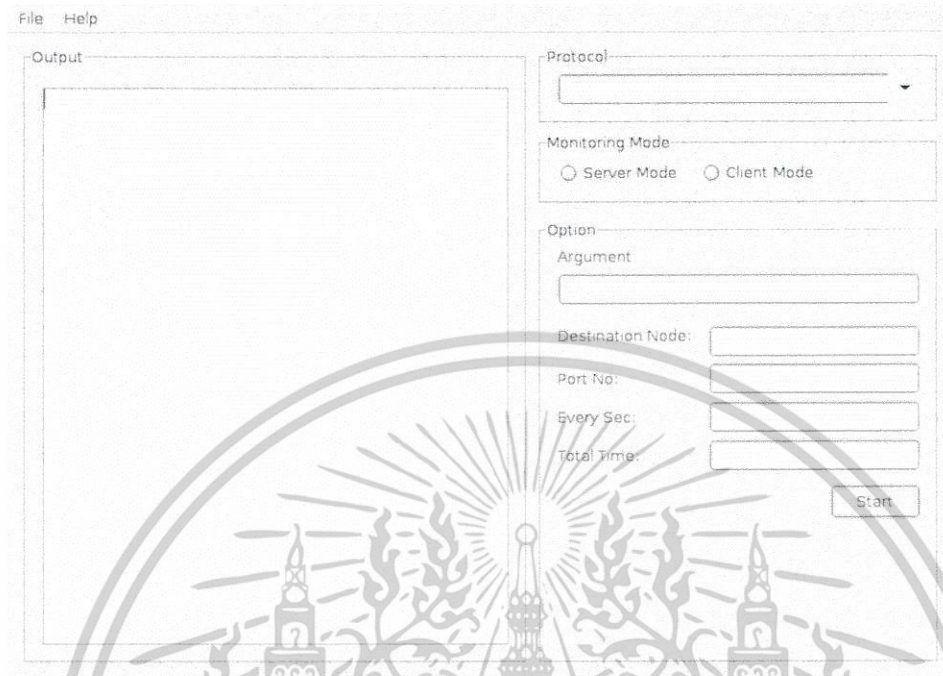 File Help
Output
Protocol
Monitoring Mode
Server Mode Client Mode
Option
Argument
Destination Node:
Port No:
Every Sec:
Total Time:
Start